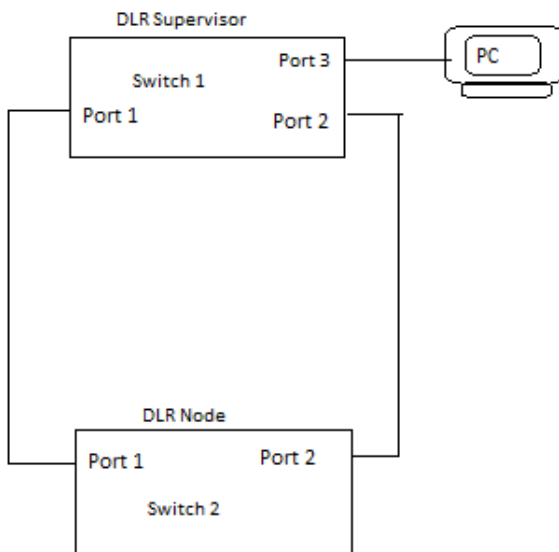 DLR Supervisor
Port 3
PC
Switch 1
Port 1
Port 2
DLR Node
Port 1
Port 2
Switch 2